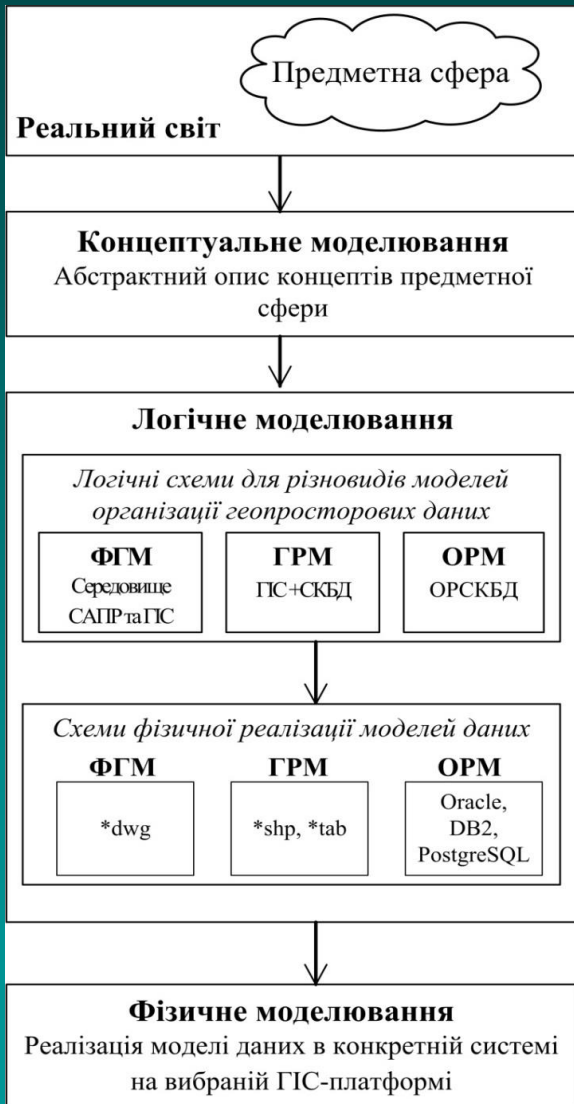 Предметна сфера
Реальний світ
Концептуальне моделювання
Абстрактний опис концептів предметної
сфери
Логічне моделювання
Логічні схеми для різновидів моделей
організації геопросторових даних
ФГМ
Середовище
САПР та ГІС
ГРМ
ГІС+СКБД
ОРМ
ОРСКБД
Схеми фізичної реалізації моделей даних
ФГМ
*dwg
ГРМ
*shp, *tab
ОРМ
Oracle,
DB2,
PostgreSQL
Фізичне моделювання
Реалізація моделі даних в конкретній системі
на вибраній ГІС-платформі